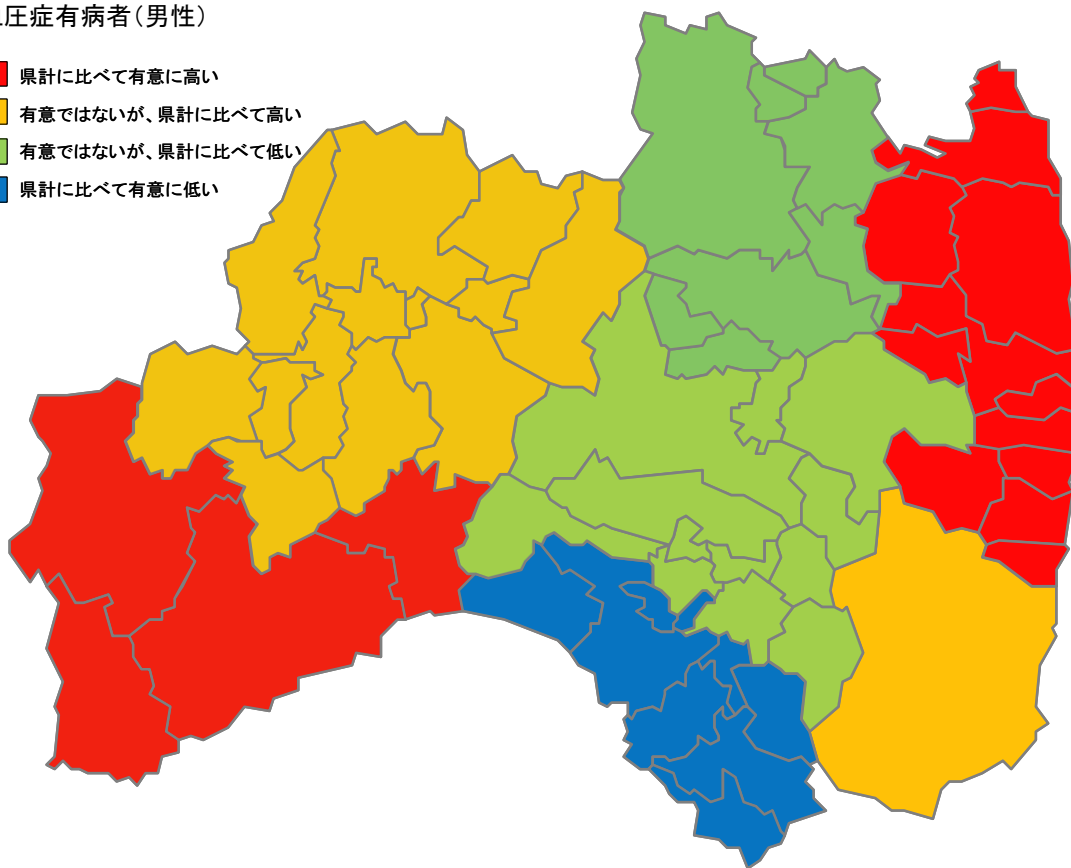 圧症有病者（男性）
県計に比べて有意に高い
有意ではないが、県計に比べて高い
有意ではないが、県計に比べて低い
県計に比べて有意に低い